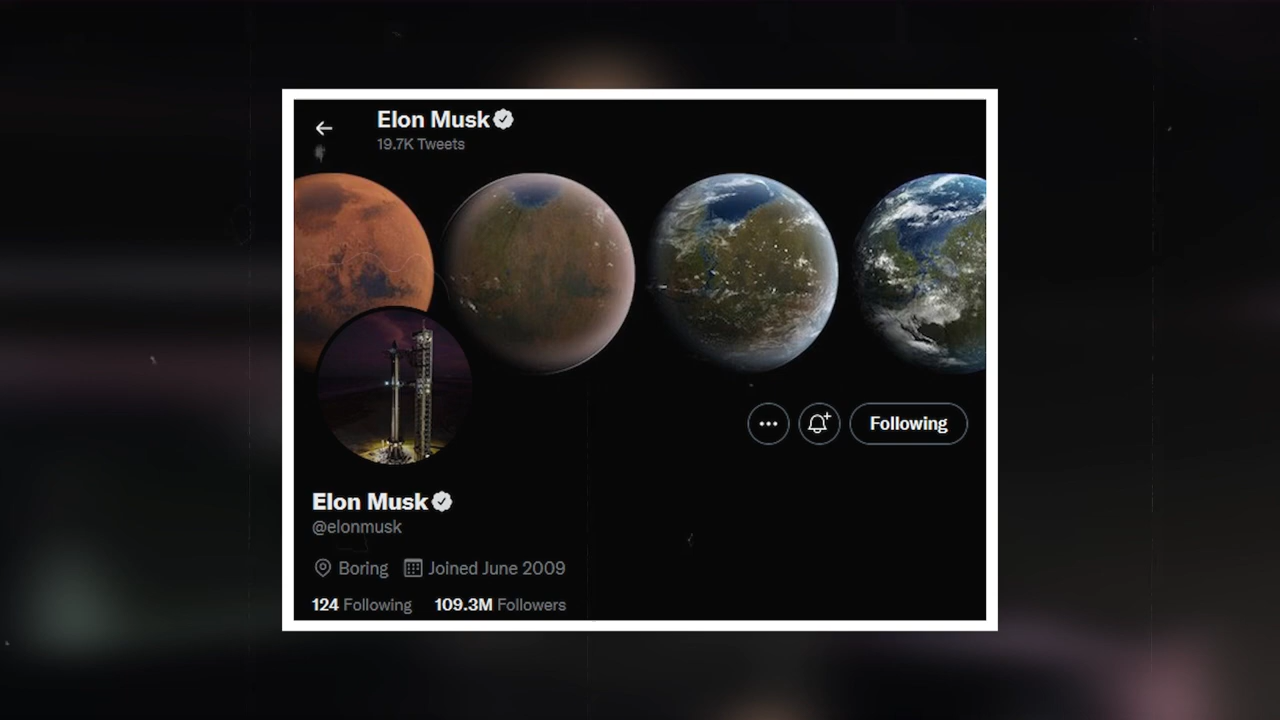 Elon Musk
19.7K Tweets
Following
Elon Musk
@elonmusk
Boring Joined June 2009
124 Following 109.3M Followers